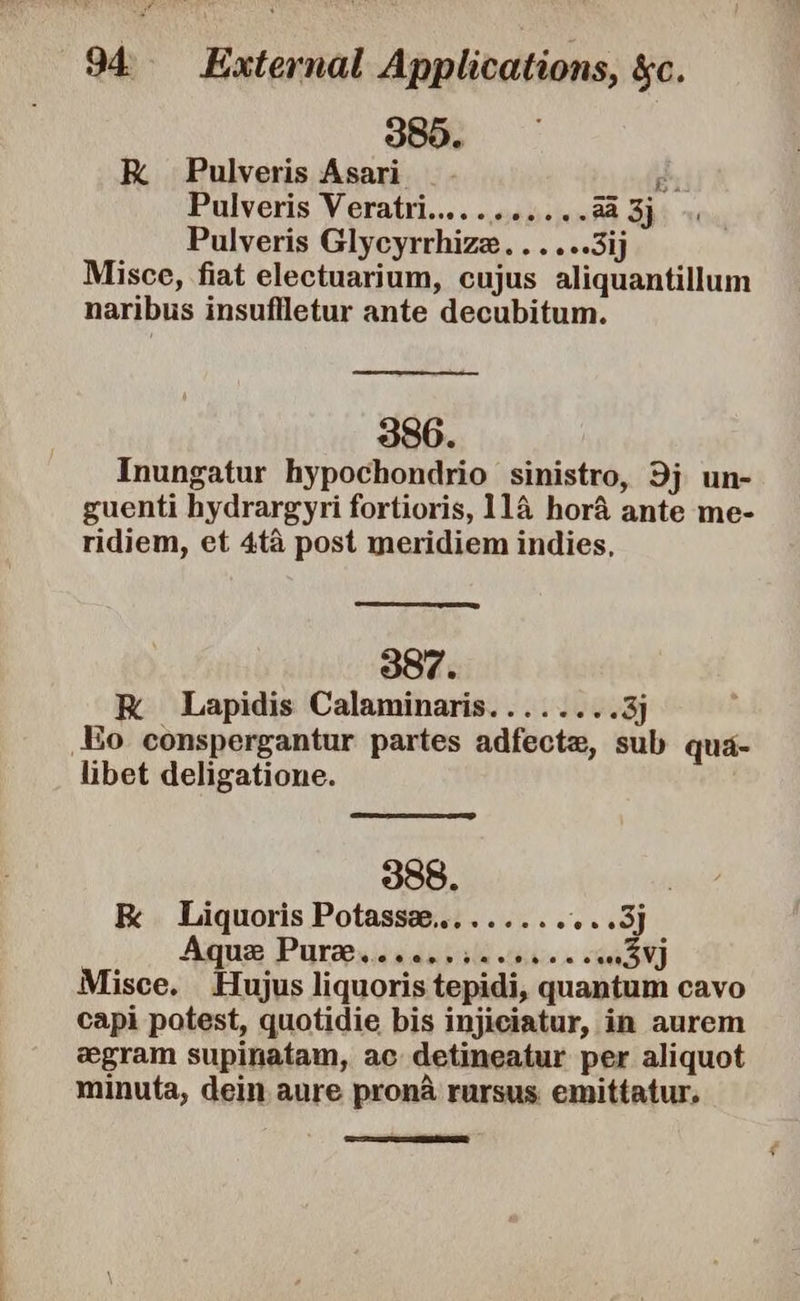 94 External Applications, &c.
385.
℞ Pulveris Asari
Pulveris Veratri............āā ʒj
Pulveris Glycyrrhizæ......ʒij
Misce, fiat electuarium, cujus aliquantillum
naribus insuffletur ante decubitum.
386.
Inungatur hypochondrio sinistro, ℈j un-
guenti hydrargyri fortioris, 11â horâ ante me-
ridiem, et 4tâ post meridiem indies.
387.
℞ Lapidis Calaminaris........ʒj
Eo conspergantur partes adfectæ, sub quâ-
libet deligatione.
388.
℞ Liquoris Potassæ............ʒj
Aquæ Puræ.................℥vj
Misce. Hujus liquoris tepidi, quantum cavo
capi potest, quotidie bis injiciatur, in aurem
ægram supinatam, ac detineatur per aliquot
minuta, dein aure pronâ rursus emittatur.